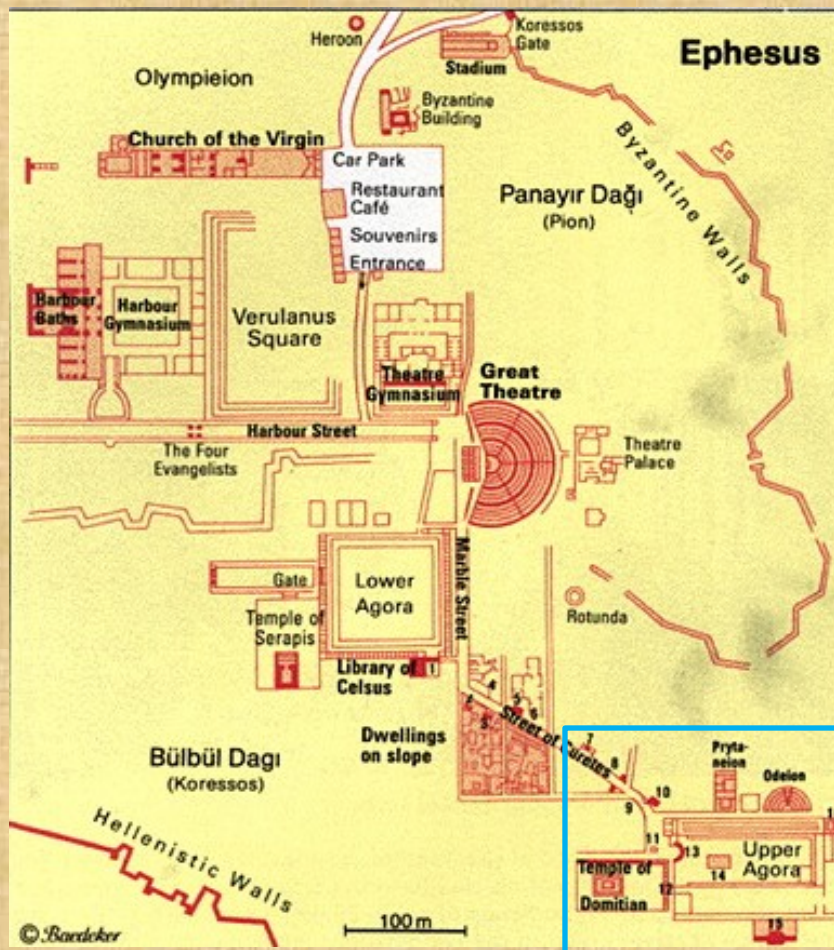 Ephesus
Heroon
Koressos
Gate
Stadium
Olympieion
Byzantine
Building
Byzantine Walls
Church of the Virgin
Car Park
Restaurant
Café
Souvenirs
Entrance
Panayır Dağı
(Pion)
Harbour
Baths
Harbour
Gymnasium
Verulanus
Square
Theatre
Gymnasium
Great
Theatre
Harbour Street
The Four
Evangelists
Theatre
Palace
Marble Street
Gate
Lower
Agora
Temple of
Serapis
Rotunda
Library of
Celsus
1
4
5
6
Street of Curetes
Dwellings
on slope
7
8
9
10
Bülbül Dagı
(Koressos)
Pryta-
neion
Odeion
11
13
14
Upper
Agora
Temple of
Domitian
12
15
Hellenistic Walls
© Baedeker
100 m